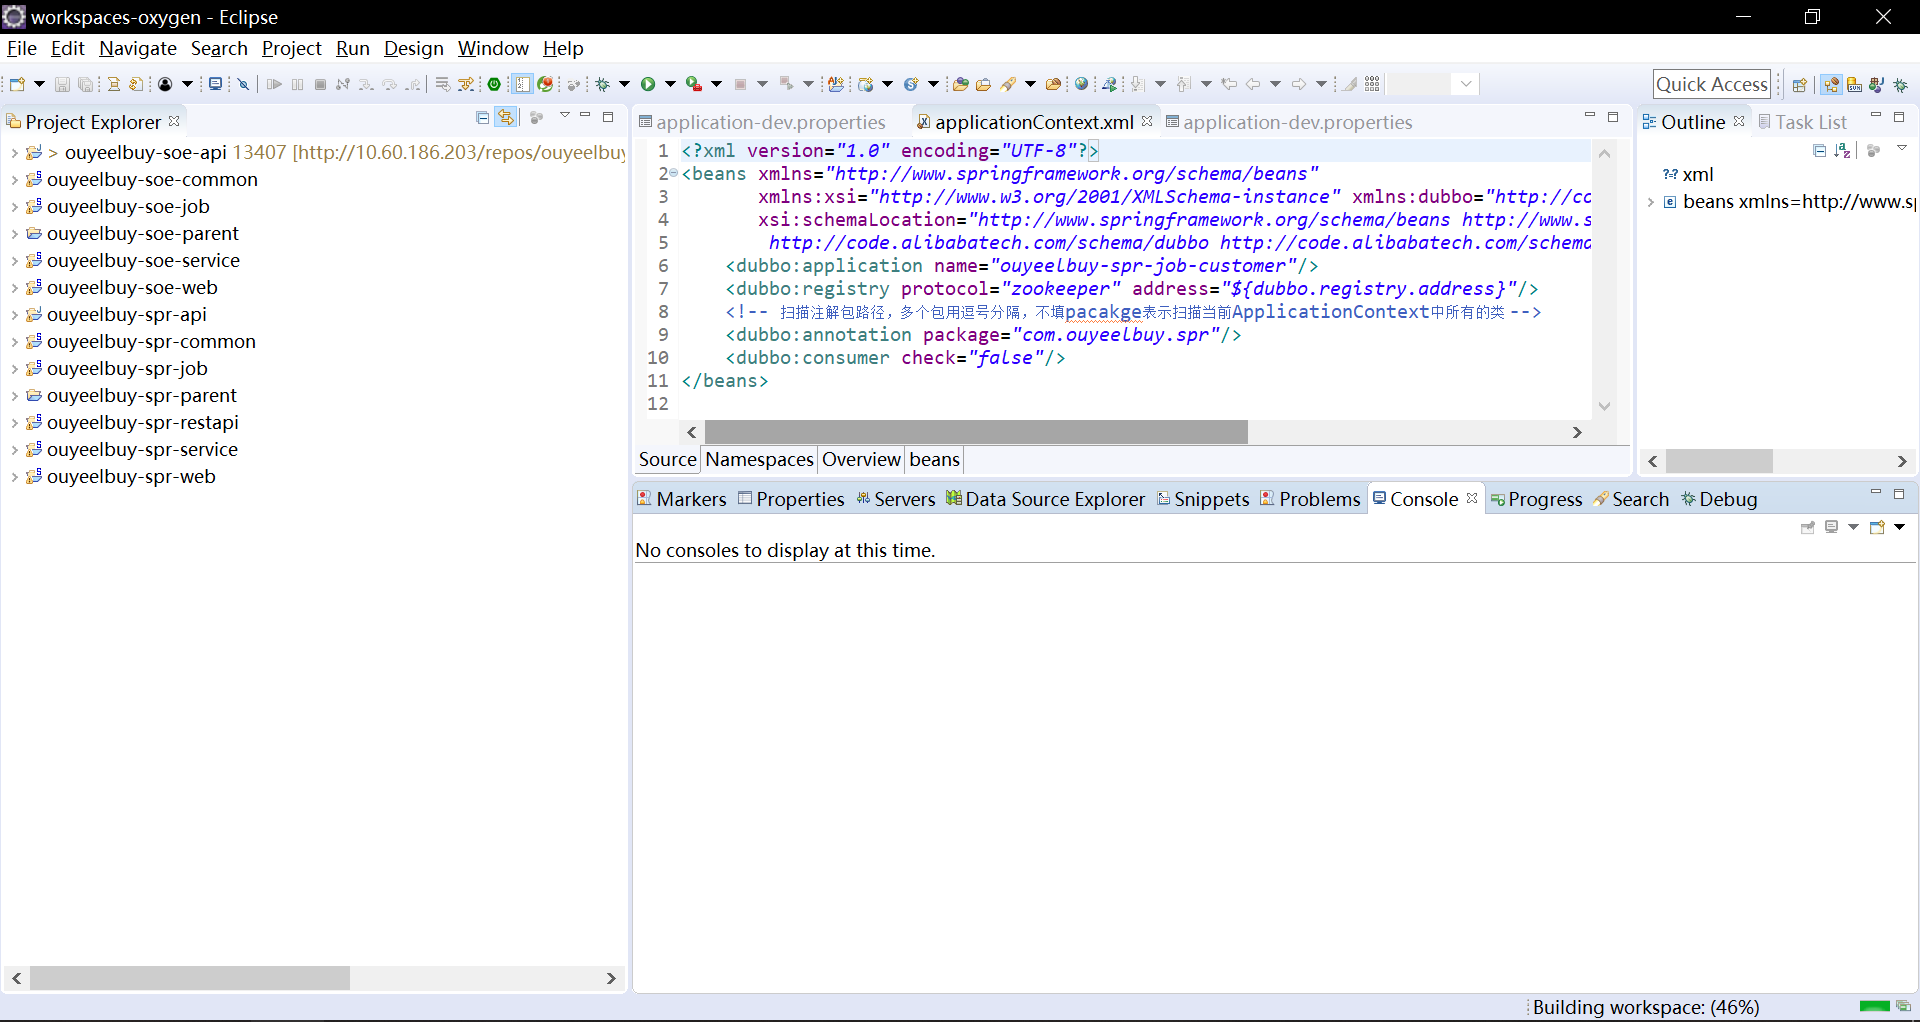 workspaces-oxygen - Eclipse
File Edit Navigate Search Project Run Design Window Help
Quick Access
Project Explorer
> ouyeelbuy-soe-api 13407 [http://10.60.186.203/repos/ouyeelbuy
ouyeelbuy-soe-common
ouyeelbuy-soe-job
ouyeelbuy-soe-parent
ouyeelbuy-soe-service
ouyeelbuy-soe-web
ouyeelbuy-spr-api
ouyeelbuy-spr-common
ouyeelbuy-spr-job
ouyeelbuy-spr-parent
ouyeelbuy-spr-restapi
ouyeelbuy-spr-service
ouyeelbuy-spr-web
application-dev.properties applicationContext.xml application-dev.properties
1 <?xml version="1.0" encoding="UTF-8"?>
2 <beans xmlns="http://www.springframework.org/schema/beans"
3 xmlns:xsi="http://www.w3.org/2001/XMLSchema-instance" xmlns:dubbo="http://co
4 xsi:schemaLocation="http://www.springframework.org/schema/beans http://www.s
5 http://code.alibabatech.com/schema/dubbo http://code.alibabatech.com/schema
6 <dubbo:application name="ouyeelbuy-spr-job-customer"/>
7 <dubbo:registry protocol="zookeeper" address="${dubbo.registry.address}"/>
8 <!-- 扫描注解包路径，多个包用逗号分隔，不填pacakge表示扫描当前ApplicationContext中所有的类 -->
9 <dubbo:annotation package="com.ouyeelbuy.spr"/>
10 <dubbo:consumer check="false"/>
11 </beans>
12
Source Namespaces Overview beans
Outline Task List
?-? xml
e beans xmlns=http://www.sp
Markers Properties Servers Data Source Explorer Snippets Problems Console Progress Search Debug
No consoles to display at this time.
Building workspace: (46%)